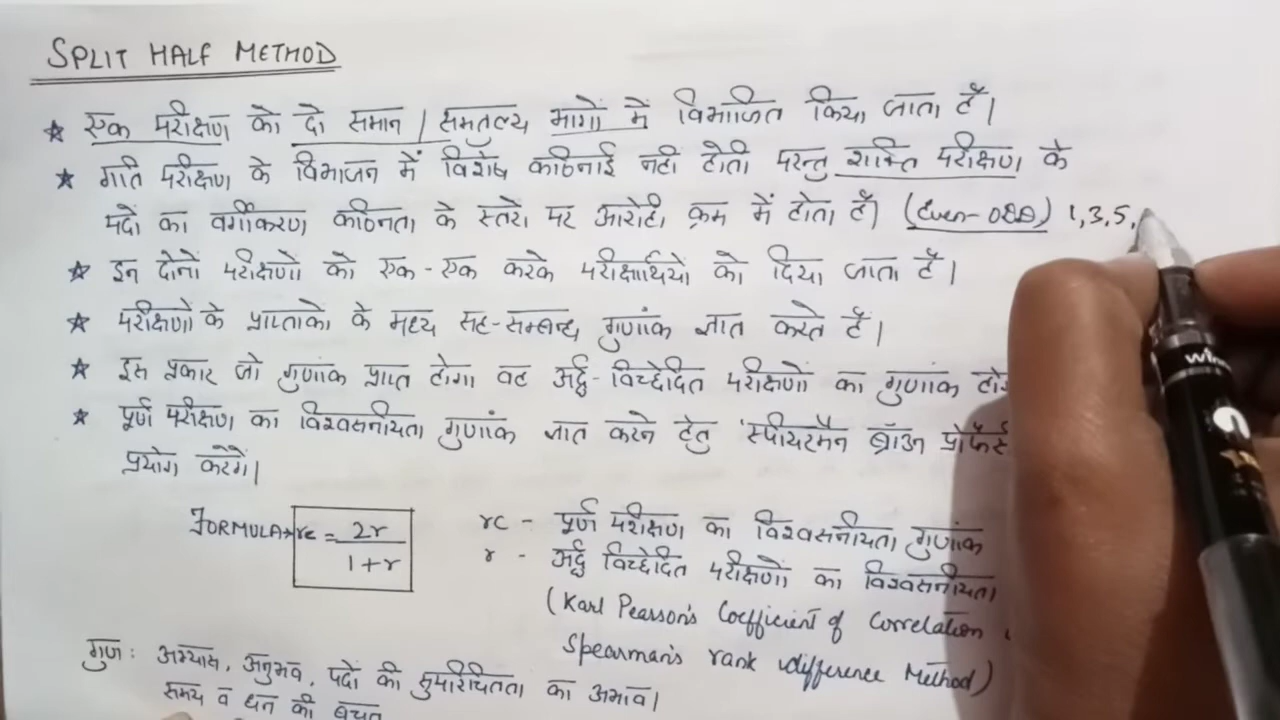 SPLIT HALF METHOD
☆ एक परीक्षण को दो समान / समतुल्य भागों में विभाजित किया जाता है।
☆ गति परीक्षण के विभाजन में विशेष कठिनाई नही होती परन्तु शक्ति परीक्षण के
पदों का वर्गीकरण कठिनता के स्तरो पर आरोही क्रम में होता है। (Even-ODD) 1,3,5,
☆ इन दोनों परीक्षणों को एक-एक करके परीक्षार्थियों को दिया जाता है।
☆ परीक्षणों के प्राप्ताकों के मध्य सह-सम्बन्ध गुणांक ज्ञात करते हैं।
☆ इस प्रकार जो गुणांक प्राप्त होगा वह अर्द्ध-विच्छेदित परीक्षणों का गुणांक
☆ पूर्ण परीक्षण का विश्वसनीयता गुणांक ज्ञात करने हेतु 'स्पीयरमैन ब्रॉउन
प्रयोग करेंगे।
FORMULA→ rc = 2r / 1+r
rc - पूर्ण परीक्षण का विश्वसनीयता गुणांक
r - अर्द्ध विच्छेदित परीक्षणों का विश्वसनीयता
(Karl Pearson's Coefficient of Correlation
Spearman's rank difference Method)
गुण: अभ्यास, अनुभव, पदों की सुपरिचितता का अभाव।
समय व धन की बचत